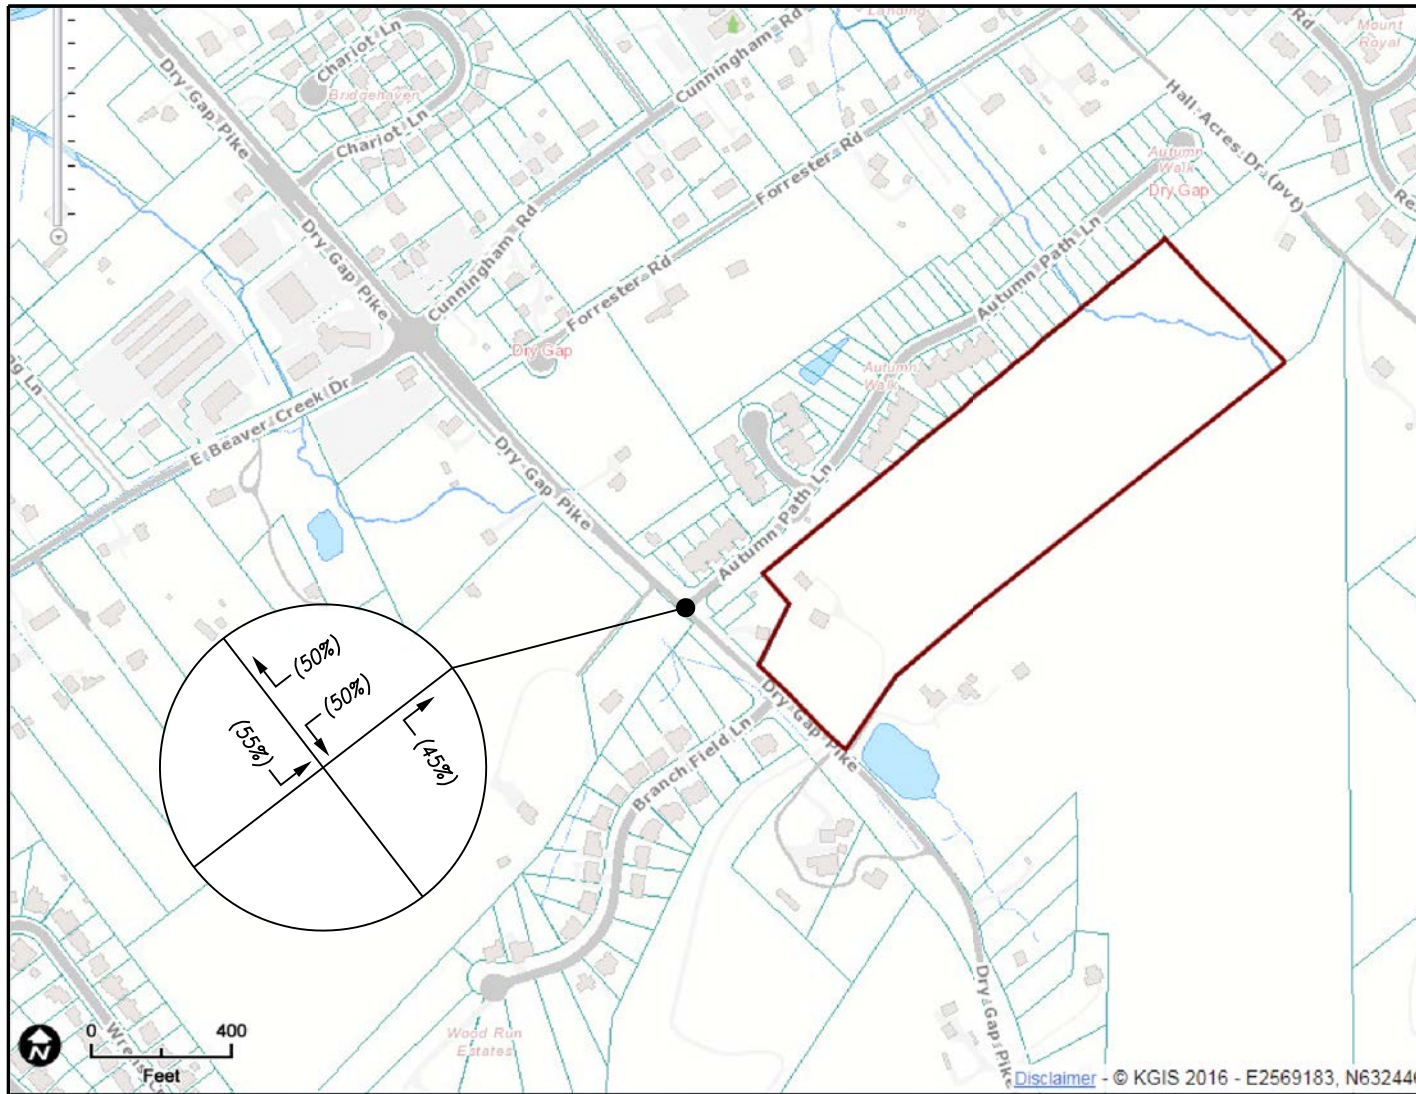 Landing
Mount
Royal
Rd
Chariot Ln
Cunningham Rd
Dry Gap Pike
Bridgehaven
Chariot Ln
Hall Acres Dr (pvt)
Autumn
Walk
Dry Gap
Forrester Rd
Dry Gap Pike
Cunningham Rd
Forrester Rd
Autumn Path Ln
Dry Gap
Autumn
Walk
E Beaver Creek Dr
Dry Gap Pike
Autumn Path Ln
(50%)
(50%)
(55%)
(45%)
Dry Gap Pike
Branch Field Ln
Wood Run
Estates
Dry Gap Pike
N
0
400
Feet
Disclaimer - © KGIS 2016 - E2569183, N632446